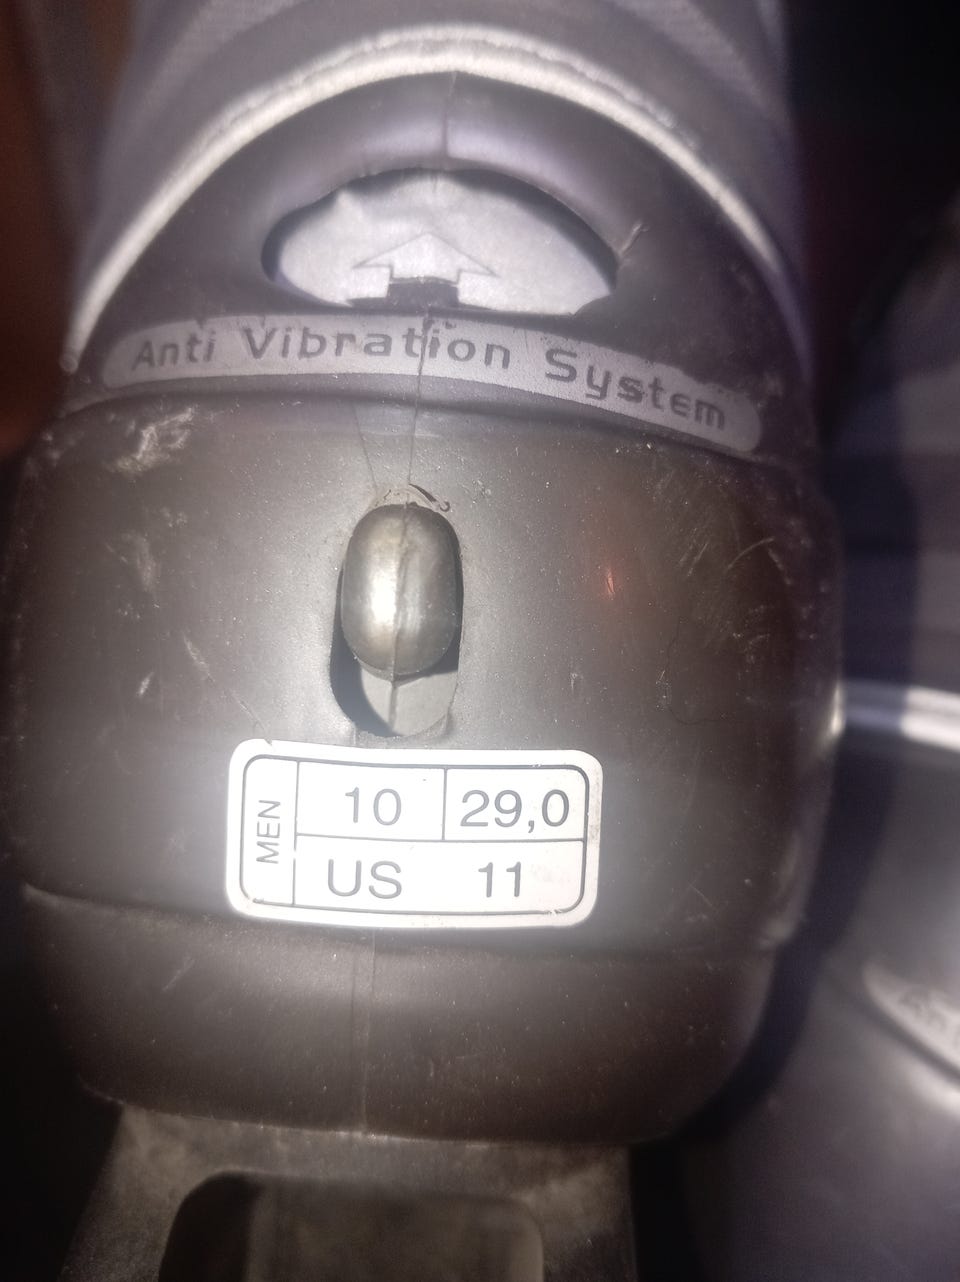 Anti Vibration System
MEN
10 29,0
US 11